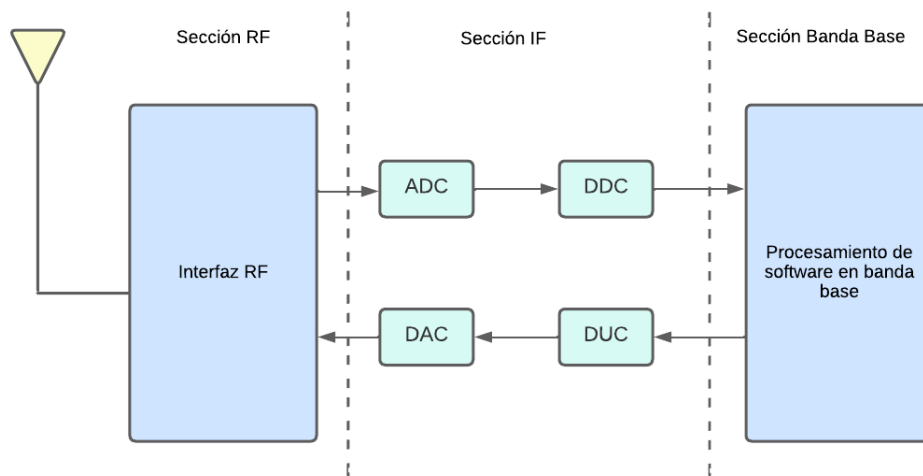 Sección RF
Sección IF
Sección Banda Base
ADC
DDC
Interfaz RF
Procesamiento de
software en banda
base
DAC
DUC